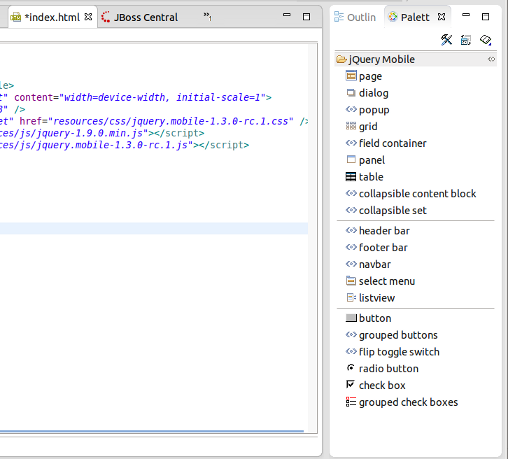 *index.html
JBoss Central
»1
Outlin
Palett
le>
t" content="width=device-width, initial-scale=1">
8" />
et" href="resources/css/jquery.mobile-1.3.0-rc.1.css" />
ces/js/jquery-1.9.0.min.js"></script>
ces/js/jquery.mobile-1.3.0-rc.1.js"></script>
jQuery Mobile
page
dialog
popup
grid
field container
panel
table
collapsible content block
collapsible set
header bar
footer bar
navbar
select menu
listview
button
grouped buttons
flip toggle switch
radio button
check box
grouped check boxes